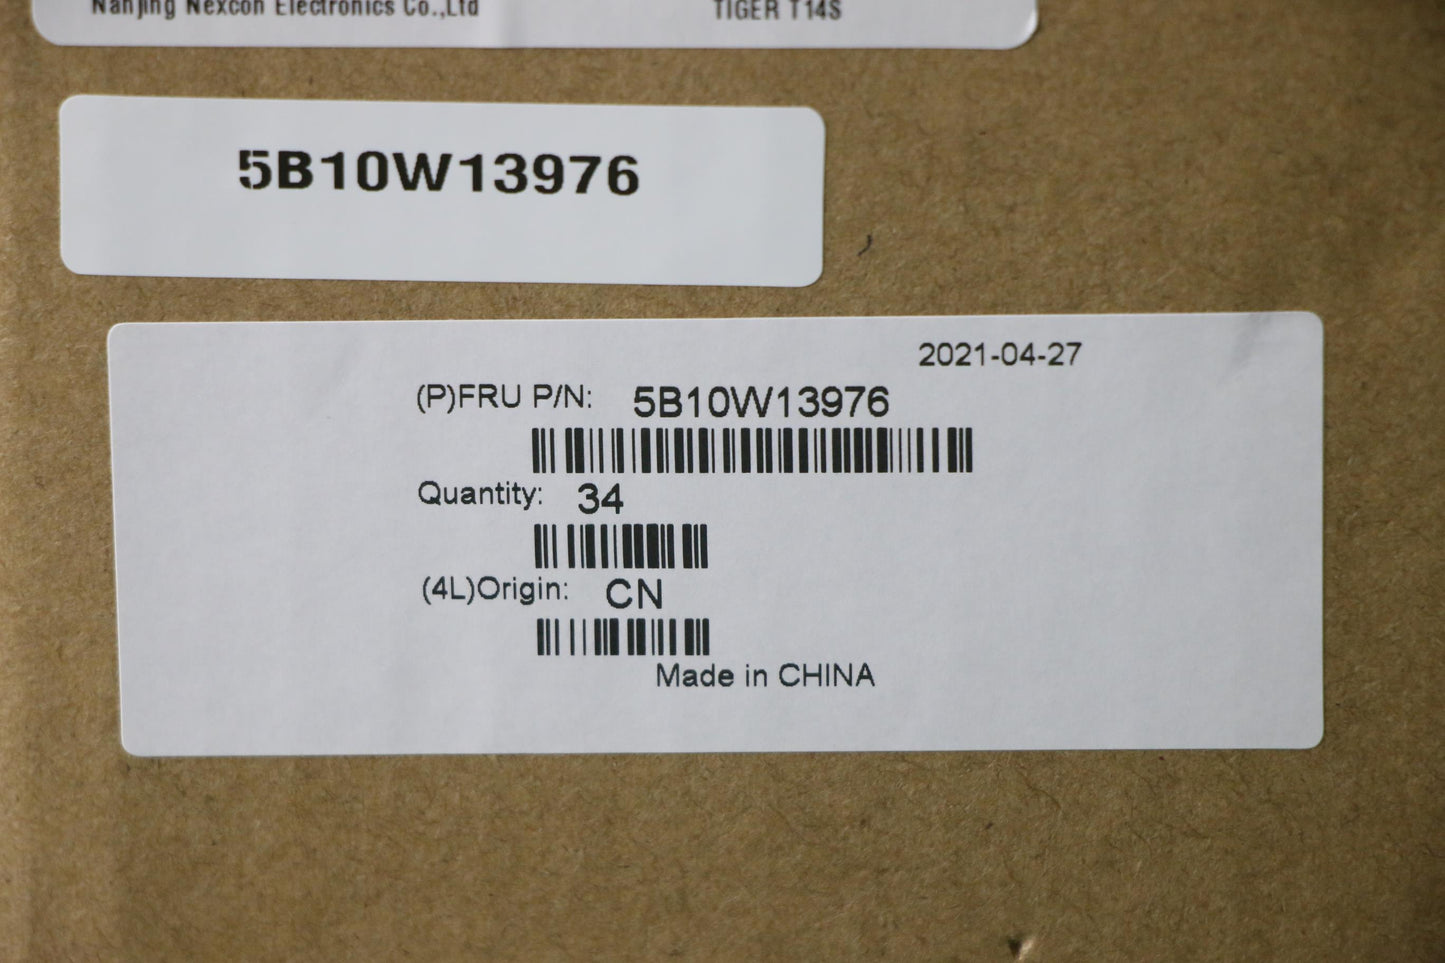 Nanjing Nexcon Electronics Co.,Ltd TIGER T14S
5B10W13976
2021-04-27
(P)FRU P/N: 5B10W13976
Quantity: 34
(4L)Origin: CN
Made in CHINA